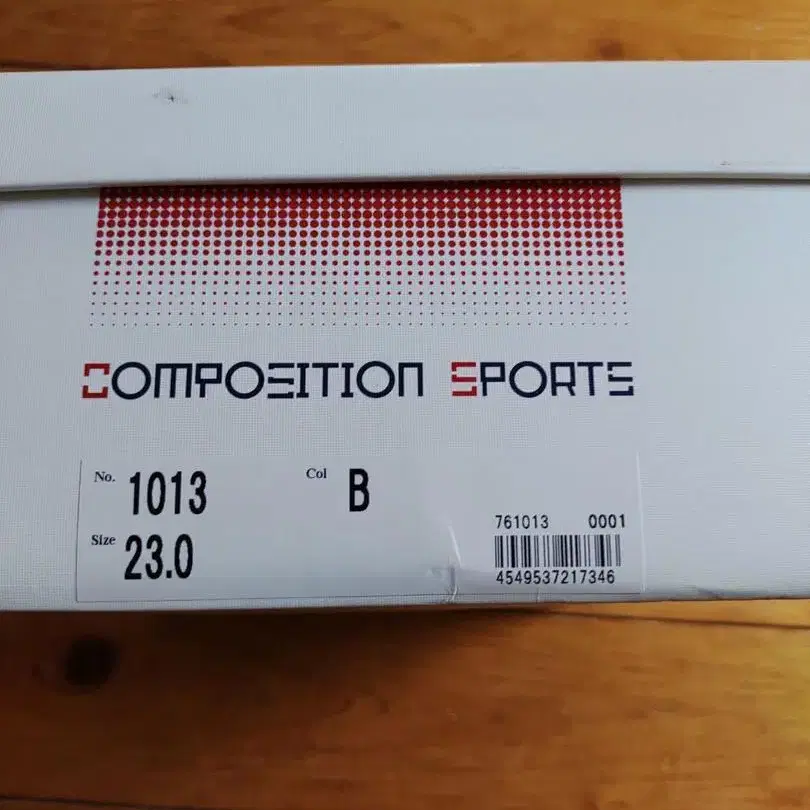 COMPOSITION SPORTS
No. 1013 Col B
Size 23.0
761013 0001
4549537217346